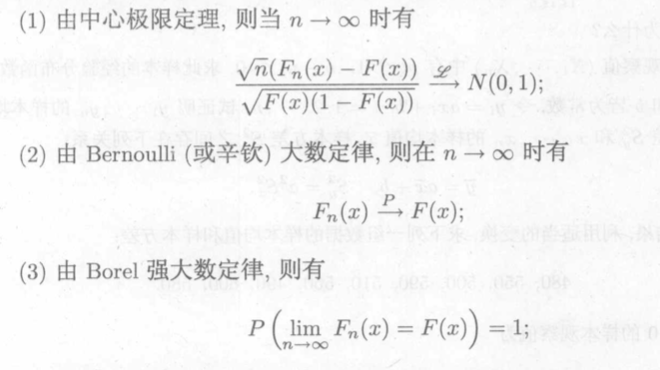 (1) 由中心极限定理, 则当 $n \to \infty$ 时有
$$\frac{\sqrt{n}(F_n(x) - F(x))}{\sqrt{F(x)(1 - F(x))}} \xrightarrow{\mathscr{L}} N(0,1);$$
(2) 由 Bernoulli (或辛钦) 大数定律, 则在 $n \to \infty$ 时有
$$F_n(x) \xrightarrow{P} F(x);$$
(3) 由 Borel 强大数定律, 则有
$$P\left(\lim_{n \to \infty} F_n(x) = F(x)\right) = 1;$$